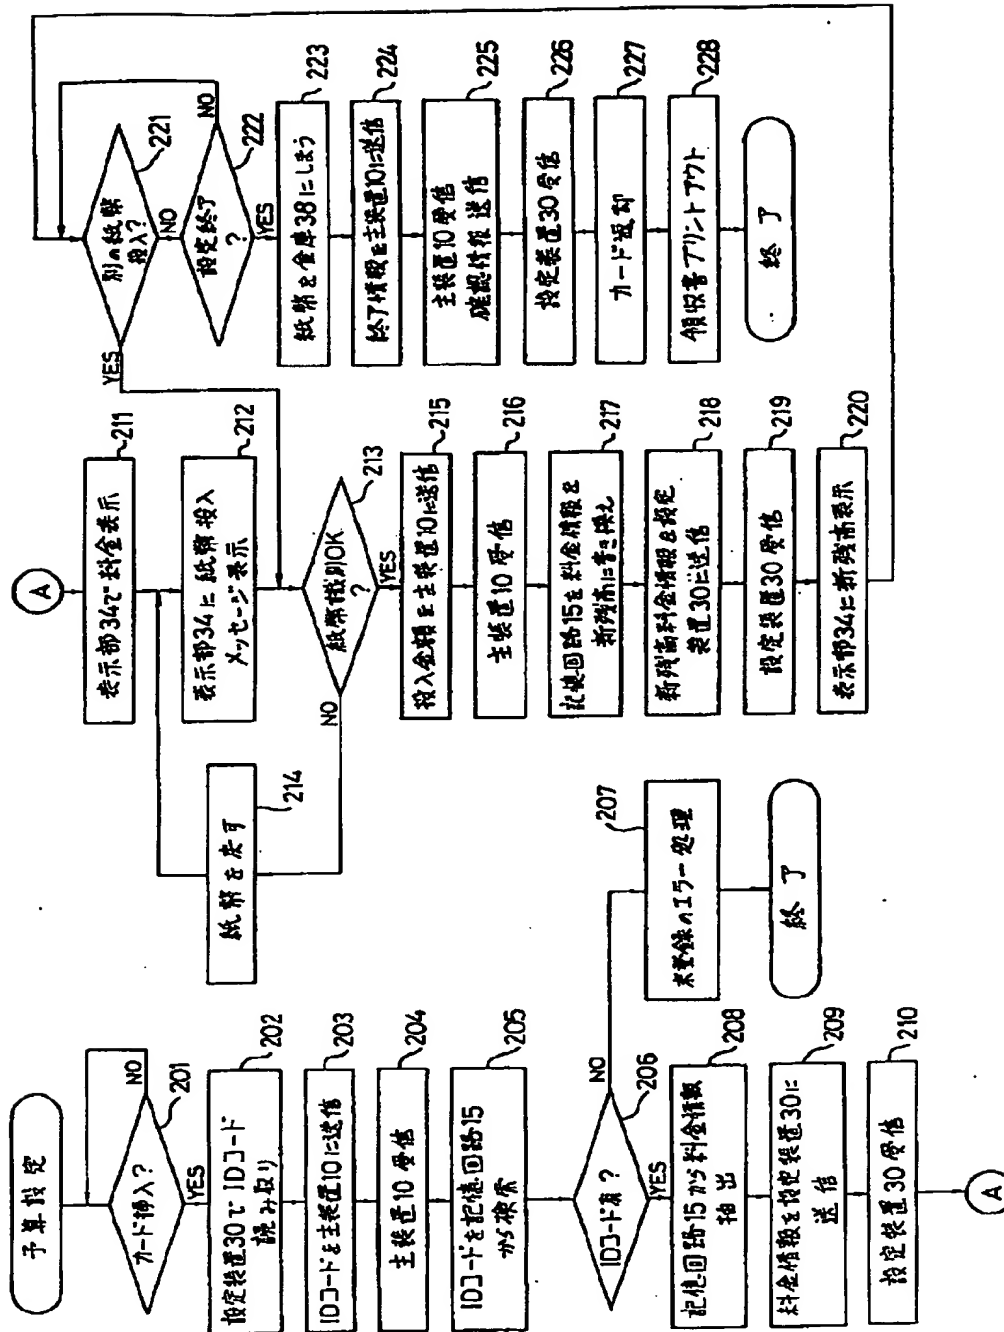 予算設定
カード挿入?
201
NO
YES
設定装置30でIDコード
読み取り
202
IDコードを主装置10に送信
203
主装置10受信
204
IDコードを記憶回路15
から検索
205
IDコード有?
206
NO
YES
未登録のエラー処理
207
終了
記憶回路15から料金情報
抽出
208
料金情報を設定装置30に
送信
209
設定装置30受信
210
A
A
表示部34で料金表示
211
表示部34に紙幣投入
メッセージ表示
212
紙幣識別OK
?
213
NO
YES
紙幣を戻す
214
投入金額を主装置10に送信
215
主装置10受信
216
記憶回路15を料金情報&
新残高に書き換え
217
新残高料金情報を設定
装置30に送信
218
設定装置30受信
219
表示部34に新残高表示
220
別の紙幣
投入?
221
YES
NO
設定終了
?
222
NO
YES
紙幣を金庫38にしまう
223
終了情報を主装置10に送信
224
主装置10受信
確認情報送信
225
設定装置30受信
226
カード返却
227
領収書プリントアウト
228
終了